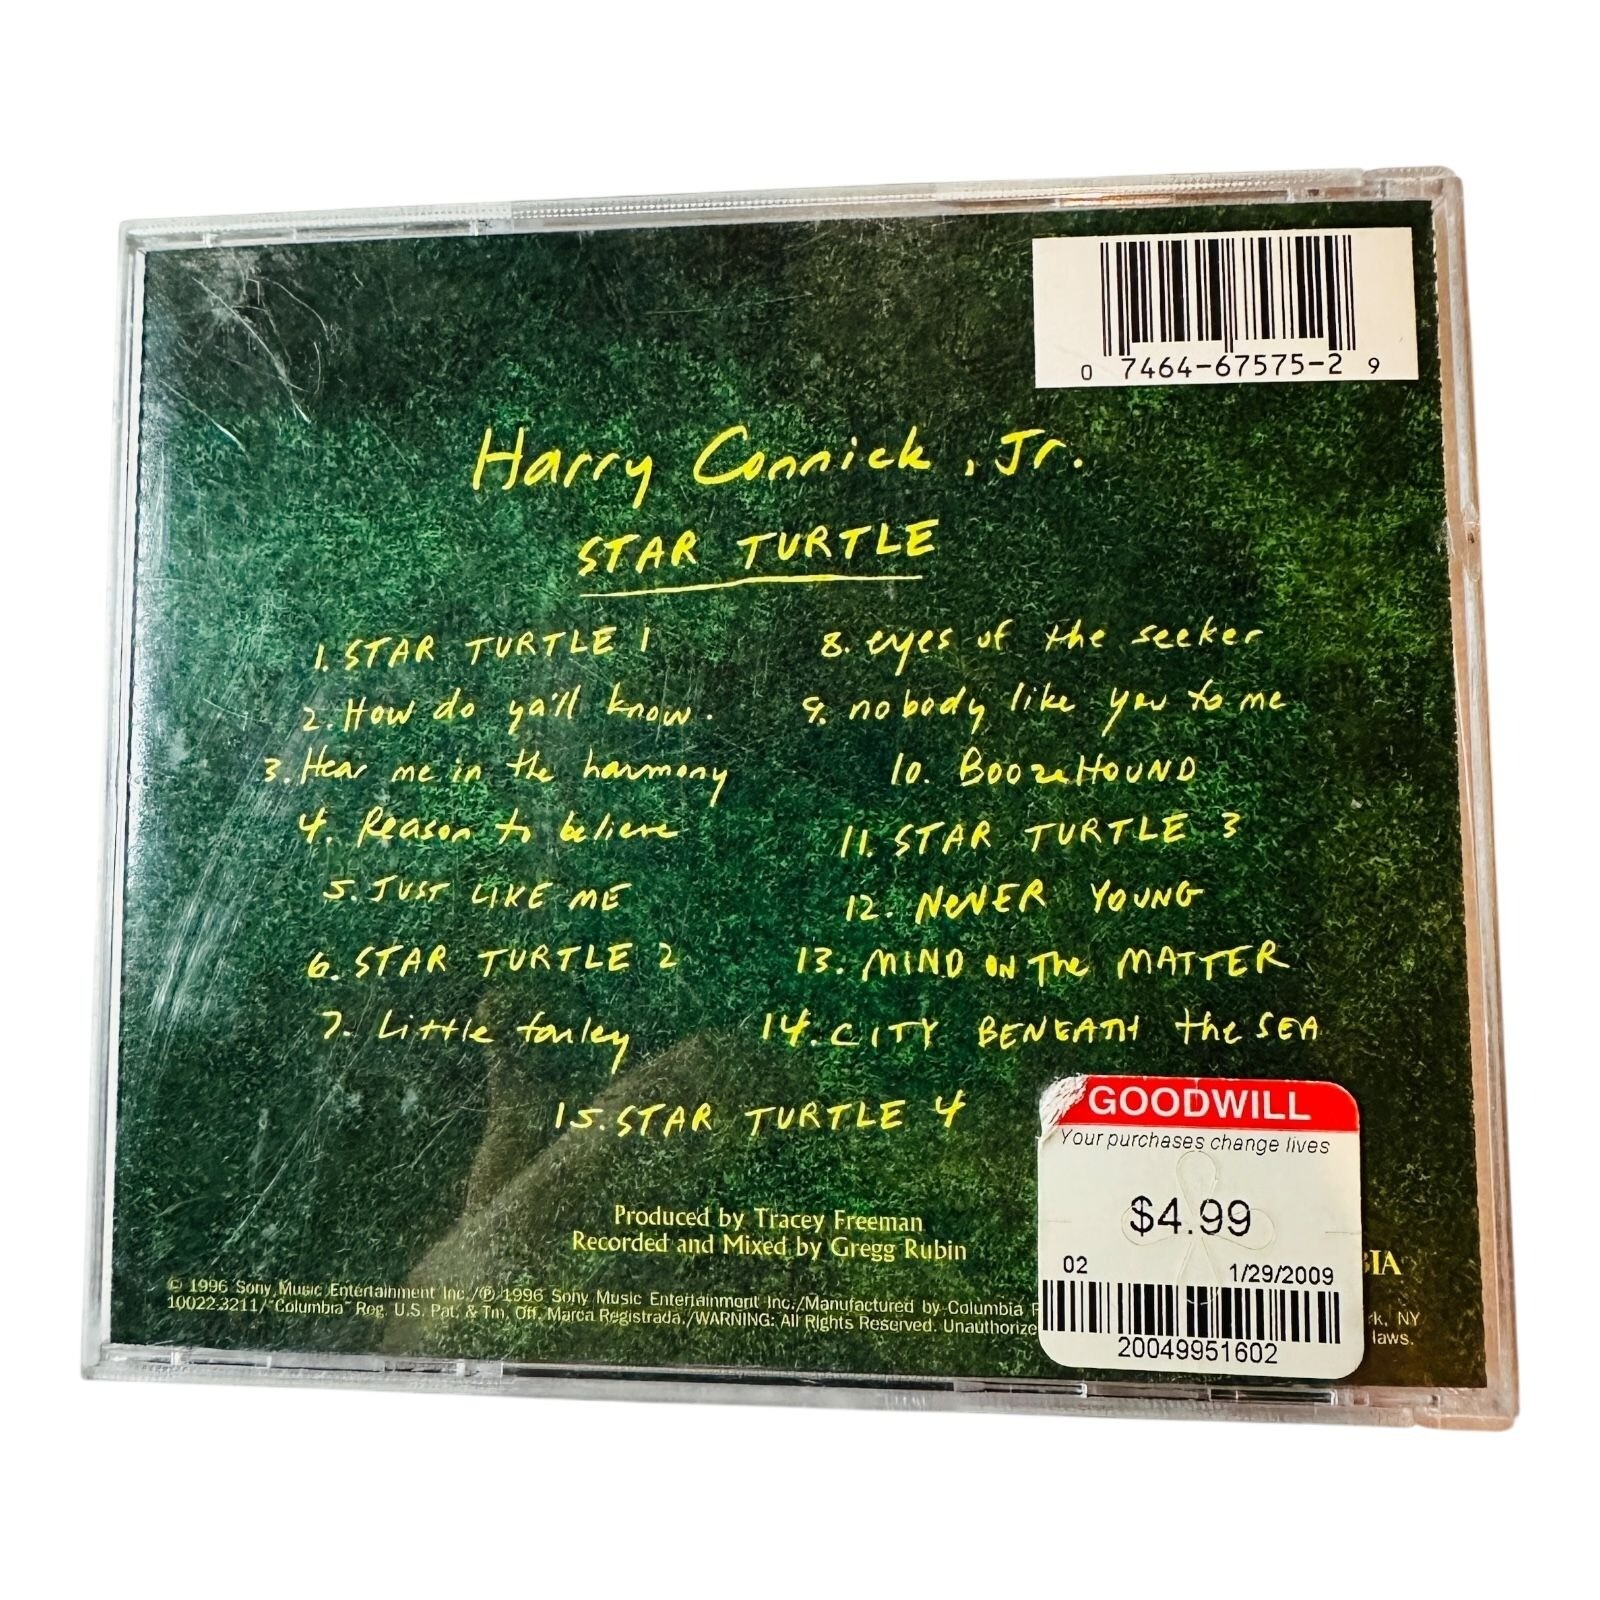 0 7464-67575-2 9
Harry Connick, Jr.
STAR TURTLE
1. STAR TURTLE 1
2. How do ya'll know.
3. Hear me in the harmony
4. Reason to believe
5. JUST LIKE ME
6. STAR TURTLE 2
7. Little farley
8. eyes of the seeker
9. nobody like you to me
10. BOOzeHOUND
11. STAR TURTLE 3
12. NeVER YOUNG
13. MIND ON The MATTER
14. CITY BENEATH the SEA
15. STAR TURTLE 4
Produced by Tracey Freeman
Recorded and Mixed by Gregg Rubin
© 1996 Sony Music Entertainment Inc./℗ 1996 Sony Music Entertainment Inc./Manufactured by Columbia
10022-3211/"Columbia" Reg. U.S. Pat. & Tm. Off. Marca Registrada./WARNING: All Rights Reserved. Unauthorize
NY
laws.
GOODWILL
Your purchases change lives
$4.99
02 1/29/2009
20049951602